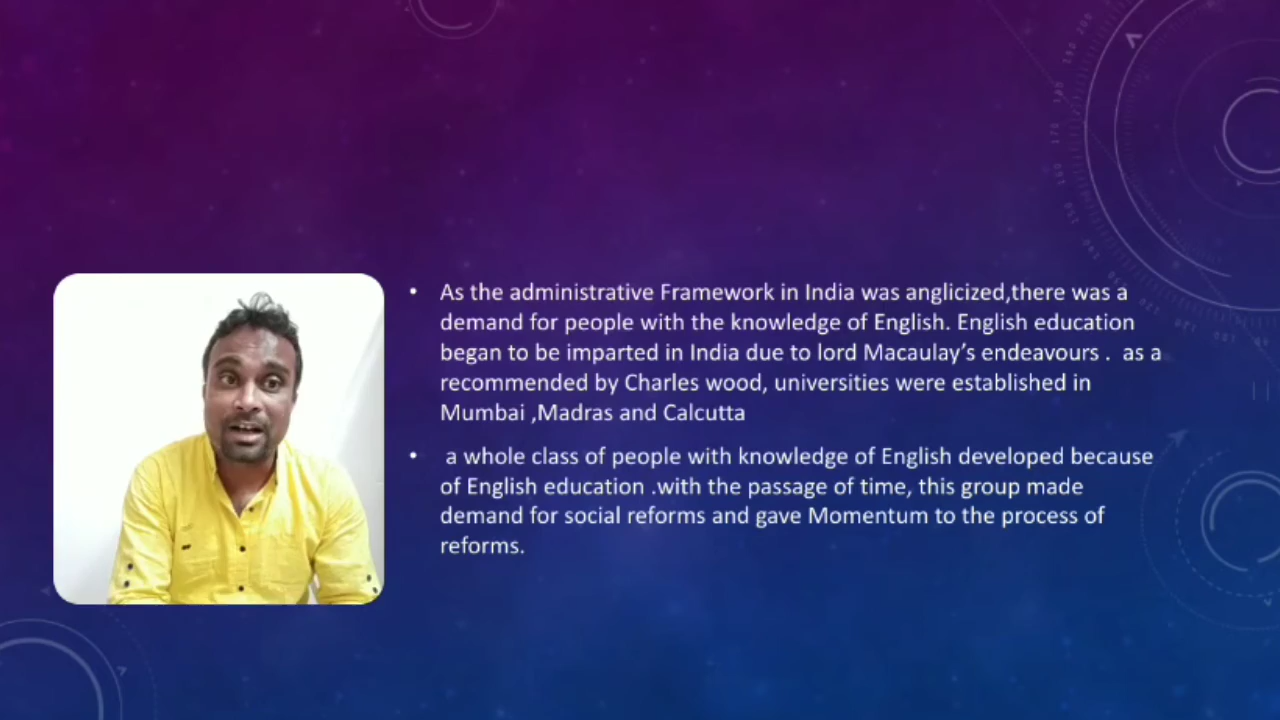 • As the administrative Framework in India was anglicized,there was a
demand for people with the knowledge of English. English education
began to be imparted in India due to lord Macaulay’s endeavours . as a
recommended by Charles wood, universities were established in
Mumbai ,Madras and Calcutta
• a whole class of people with knowledge of English developed because
of English education .with the passage of time, this group made
demand for social reforms and gave Momentum to the process of
reforms.